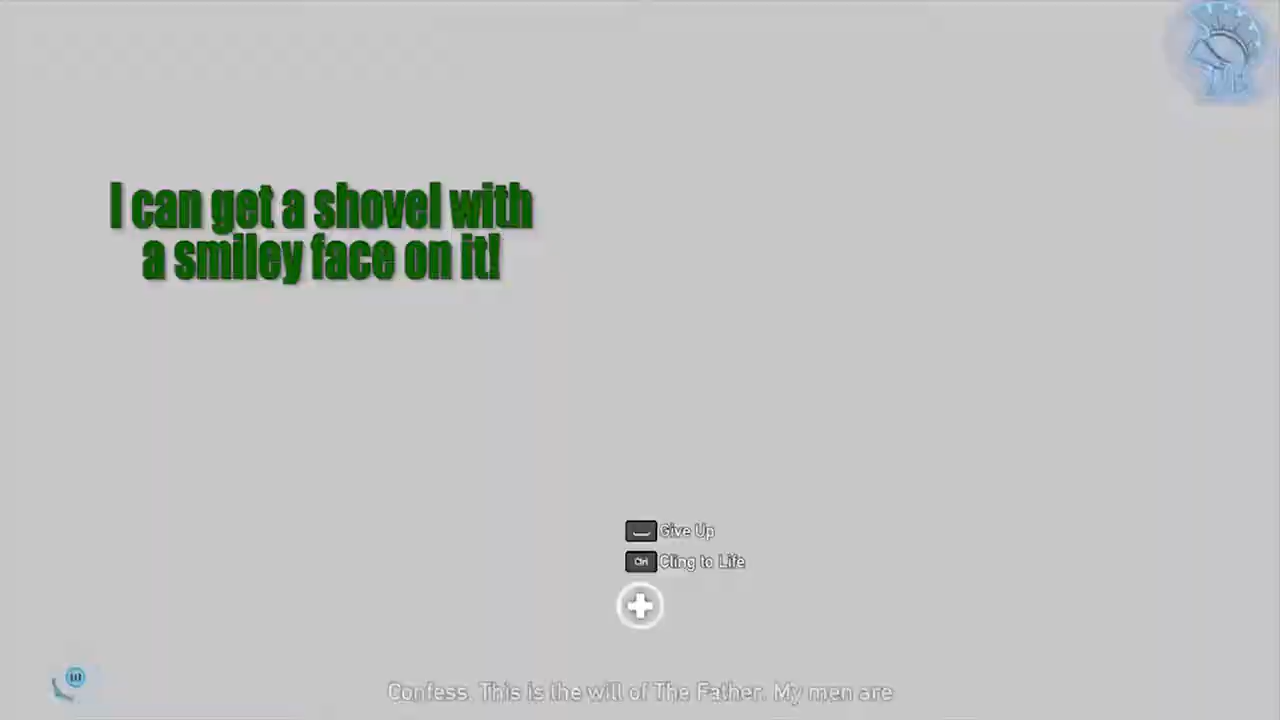 I can get a shovel with
a smiley face on it!
Give Up
Ctrl Cling to Life
Confess. This is the will of The Father. My men are